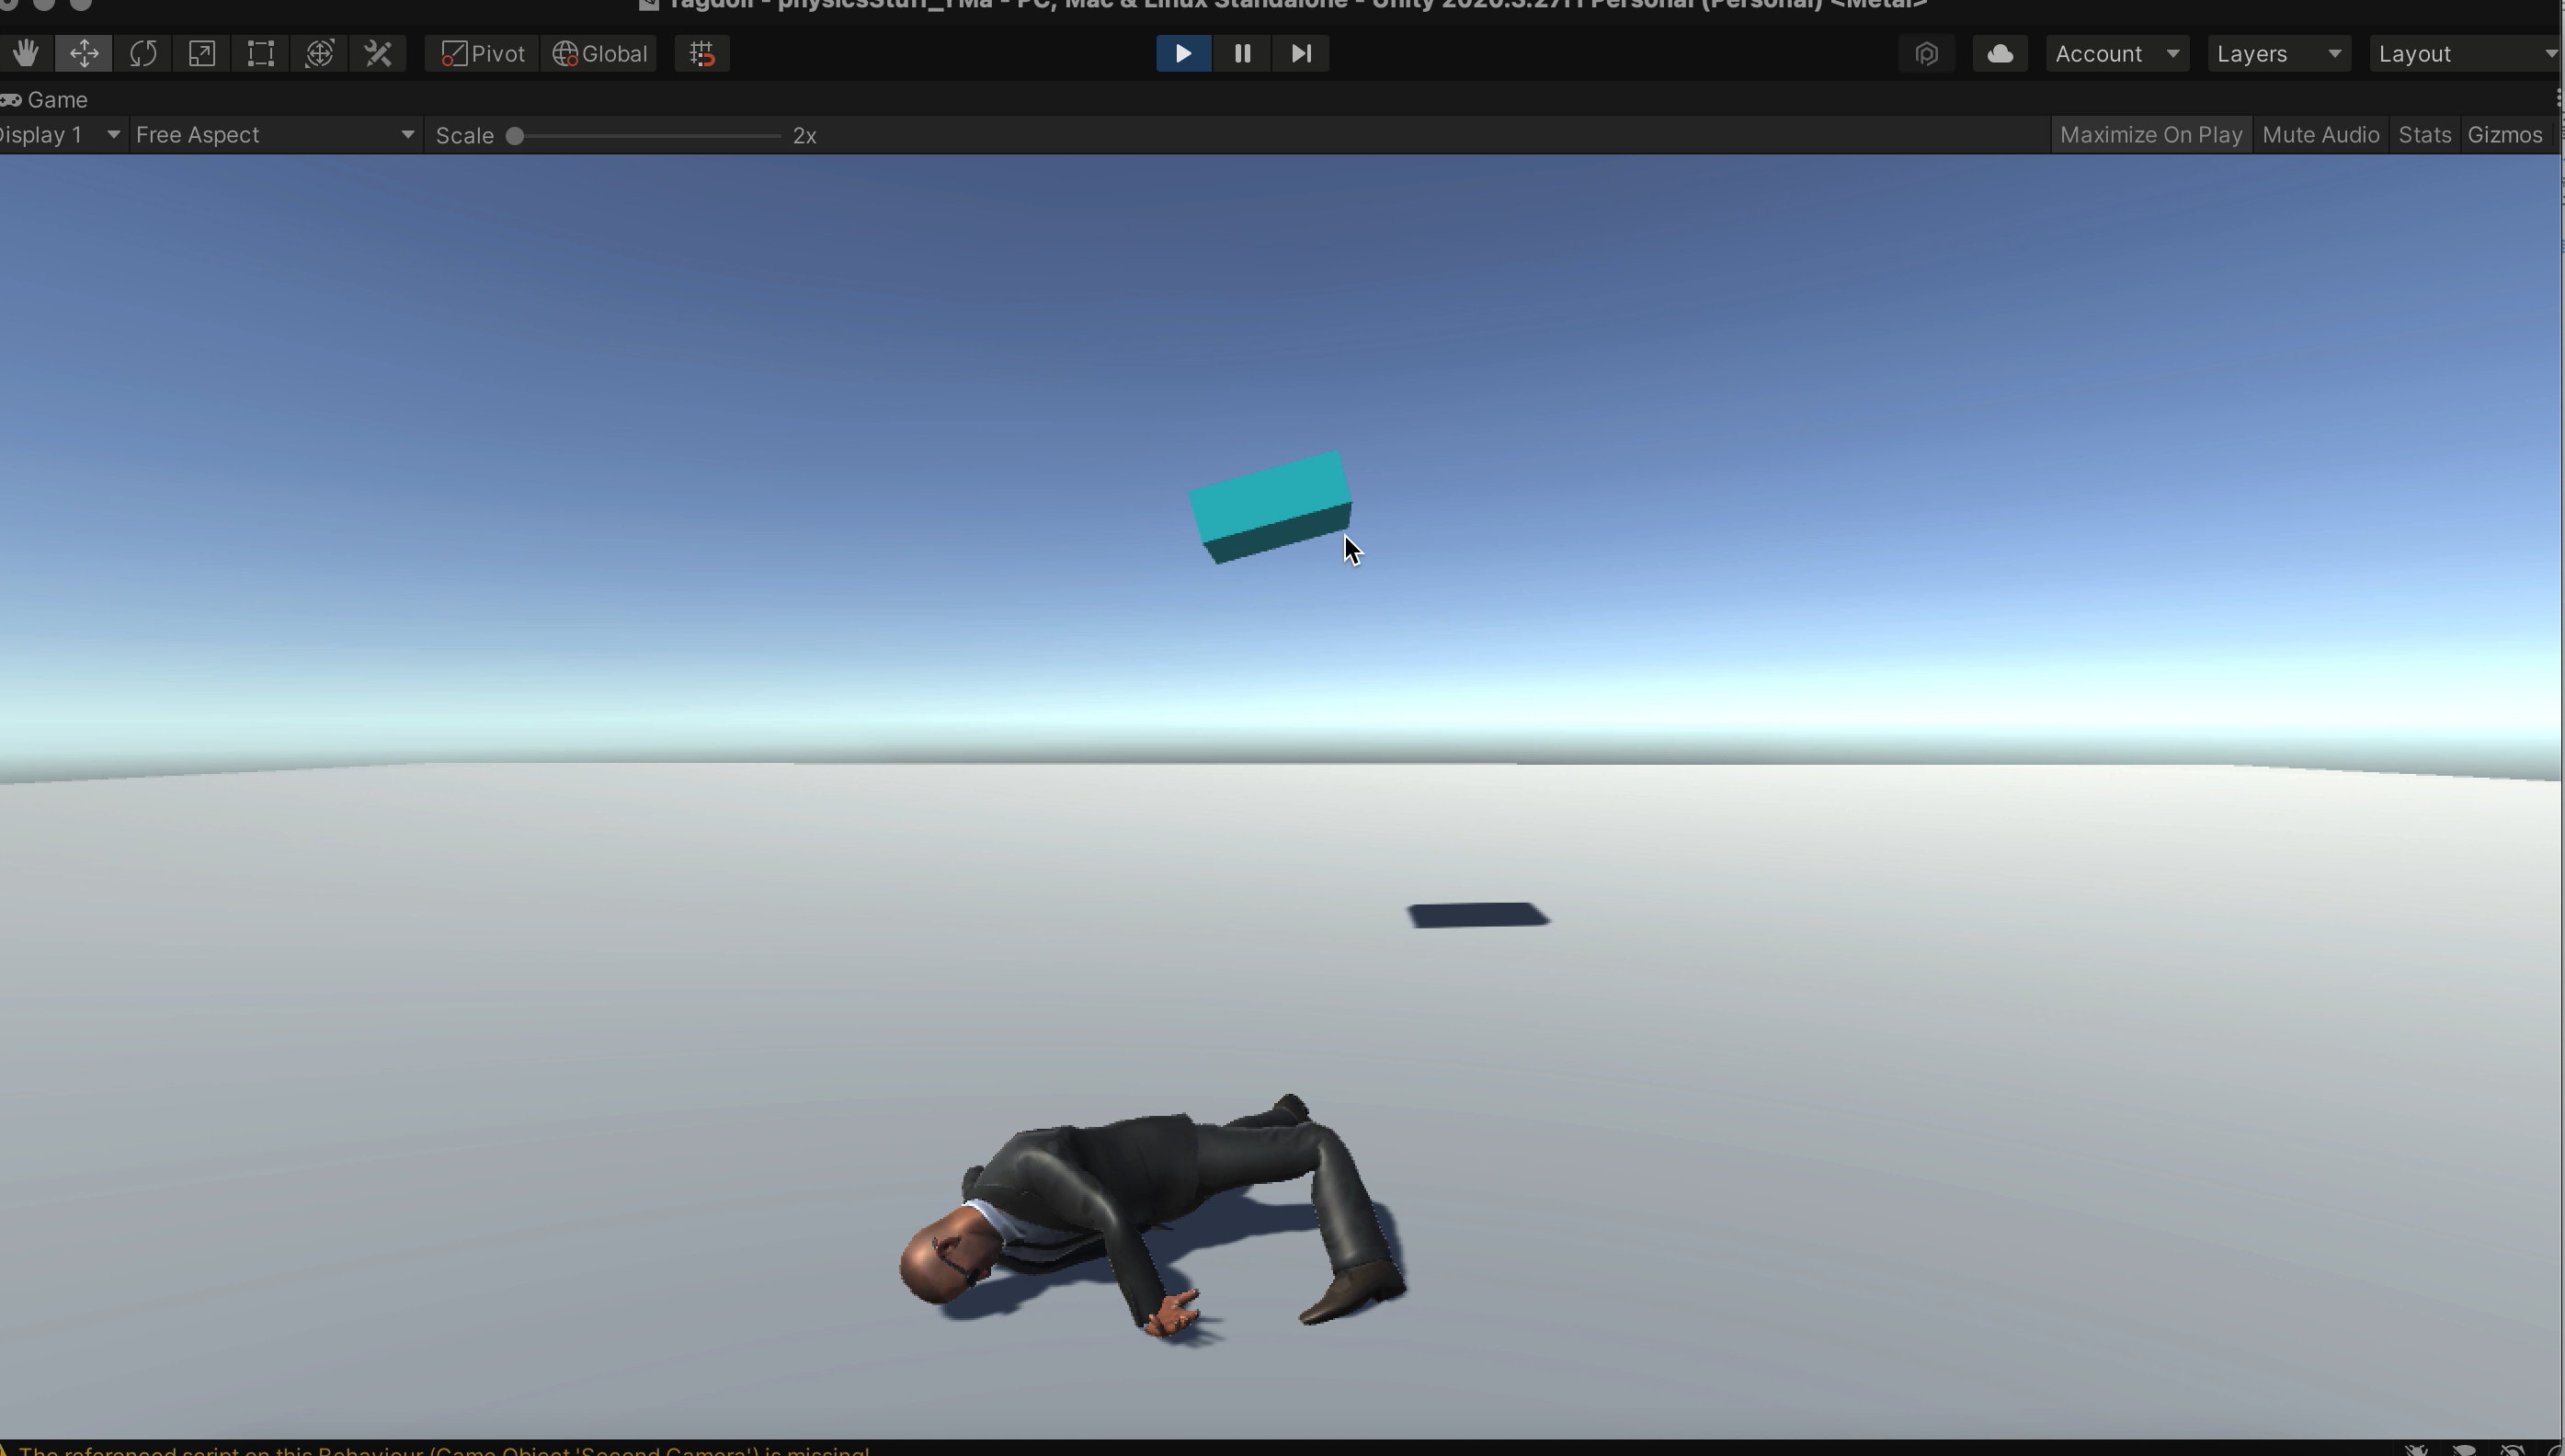 Ragdoll - physicsStuff_YMa - PC, Mac & Linux Standalone - Unity 2020.3.27f1 Personal (Personal) <Metal>
Pivot Global Account Layers Layout
Game
Display 1 Free Aspect Scale 2x Maximize On Play Mute Audio Stats Gizmos
The referenced script on this Behaviour (Game Object 'Second Camera') is missing!